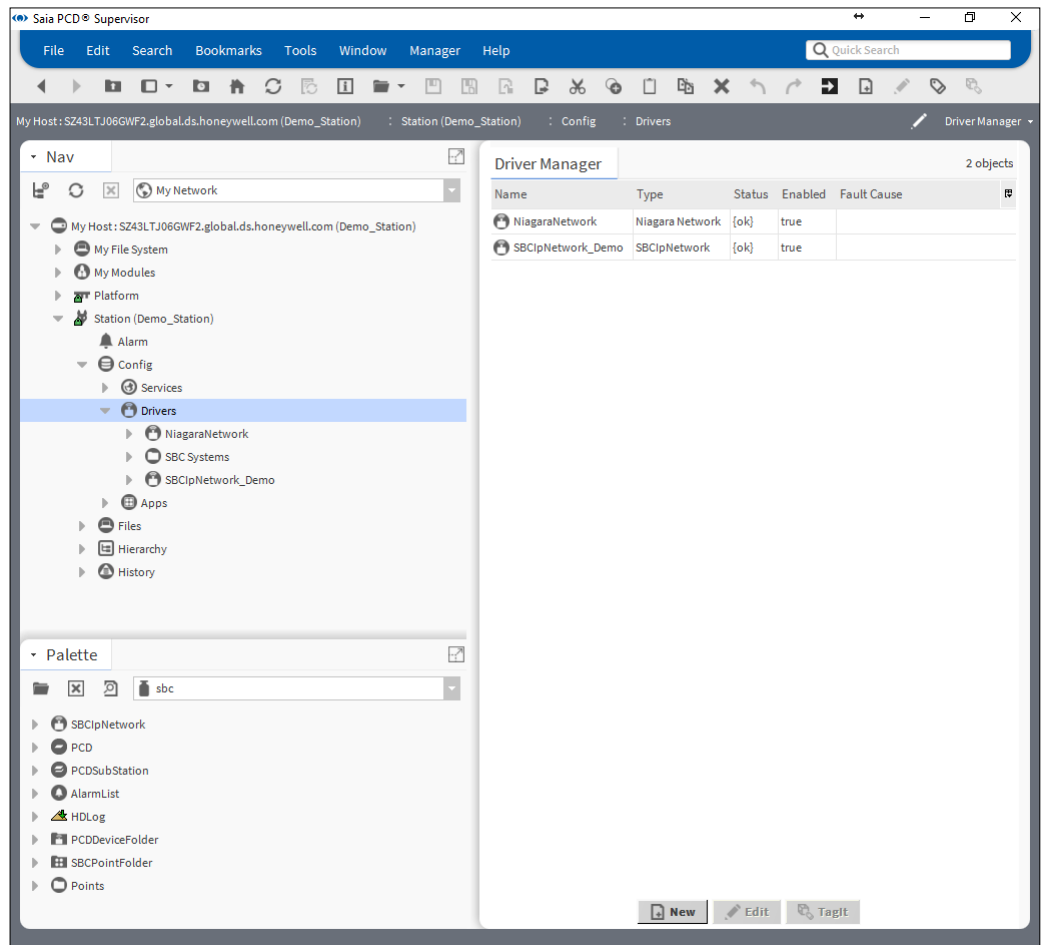 Saia PCD® Supervisor
File Edit Search Bookmarks Tools Window Manager Help
Quick Search
My Host : SZ43LTJ06GWF2.global.ds.honeywell.com (Demo_Station) : Station (Demo_Station) : Config : Drivers
Driver Manager
Nav
My Network
My Host : SZ43LTJ06GWF2.global.ds.honeywell.com (Demo_Station)
My File System
My Modules
Platform
Station (Demo_Station)
Alarm
Config
Services
Drivers
NiagaraNetwork
SBC Systems
SBCIpNetwork_Demo
Apps
Files
Hierarchy
History
Palette
sbc
SBCIpNetwork
PCD
PCDSubStation
AlarmList
HDLog
PCDDeviceFolder
SBCPointFolder
Points
Driver Manager
2 objects
Name Type Status Enabled Fault Cause
NiagaraNetwork Niagara Network {ok} true
SBCIpNetwork_Demo SBCIpNetwork {ok} true
New Edit TagIt